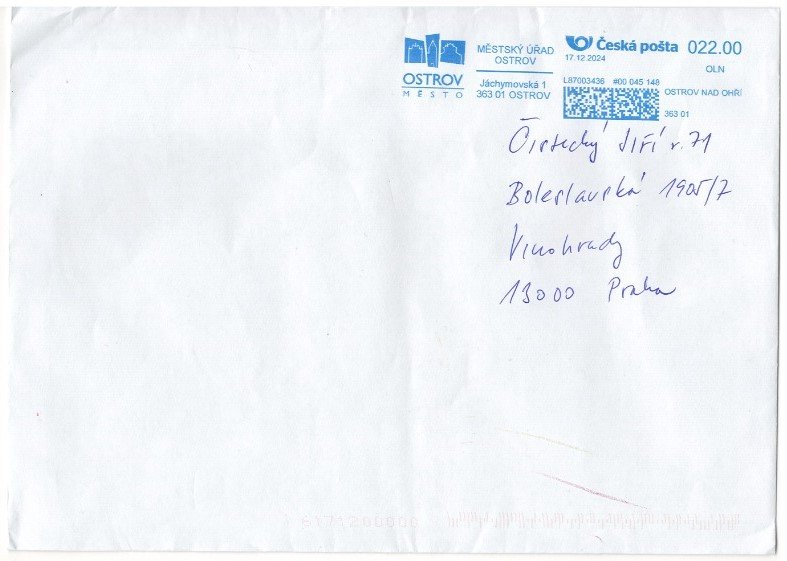 OSTROV
MĚSTO
MĚSTSKÝ ÚŘAD
OSTROV
Jáchymovská 1
363 01 OSTROV
Česká pošta 022.00
17.12.2024
OLN
L87003436 #00 045 148
OSTROV NAD OHŘÍ
363 01
Jiří r. 71
Boleslavská 1905/7
Vinohrady
13000 Praha